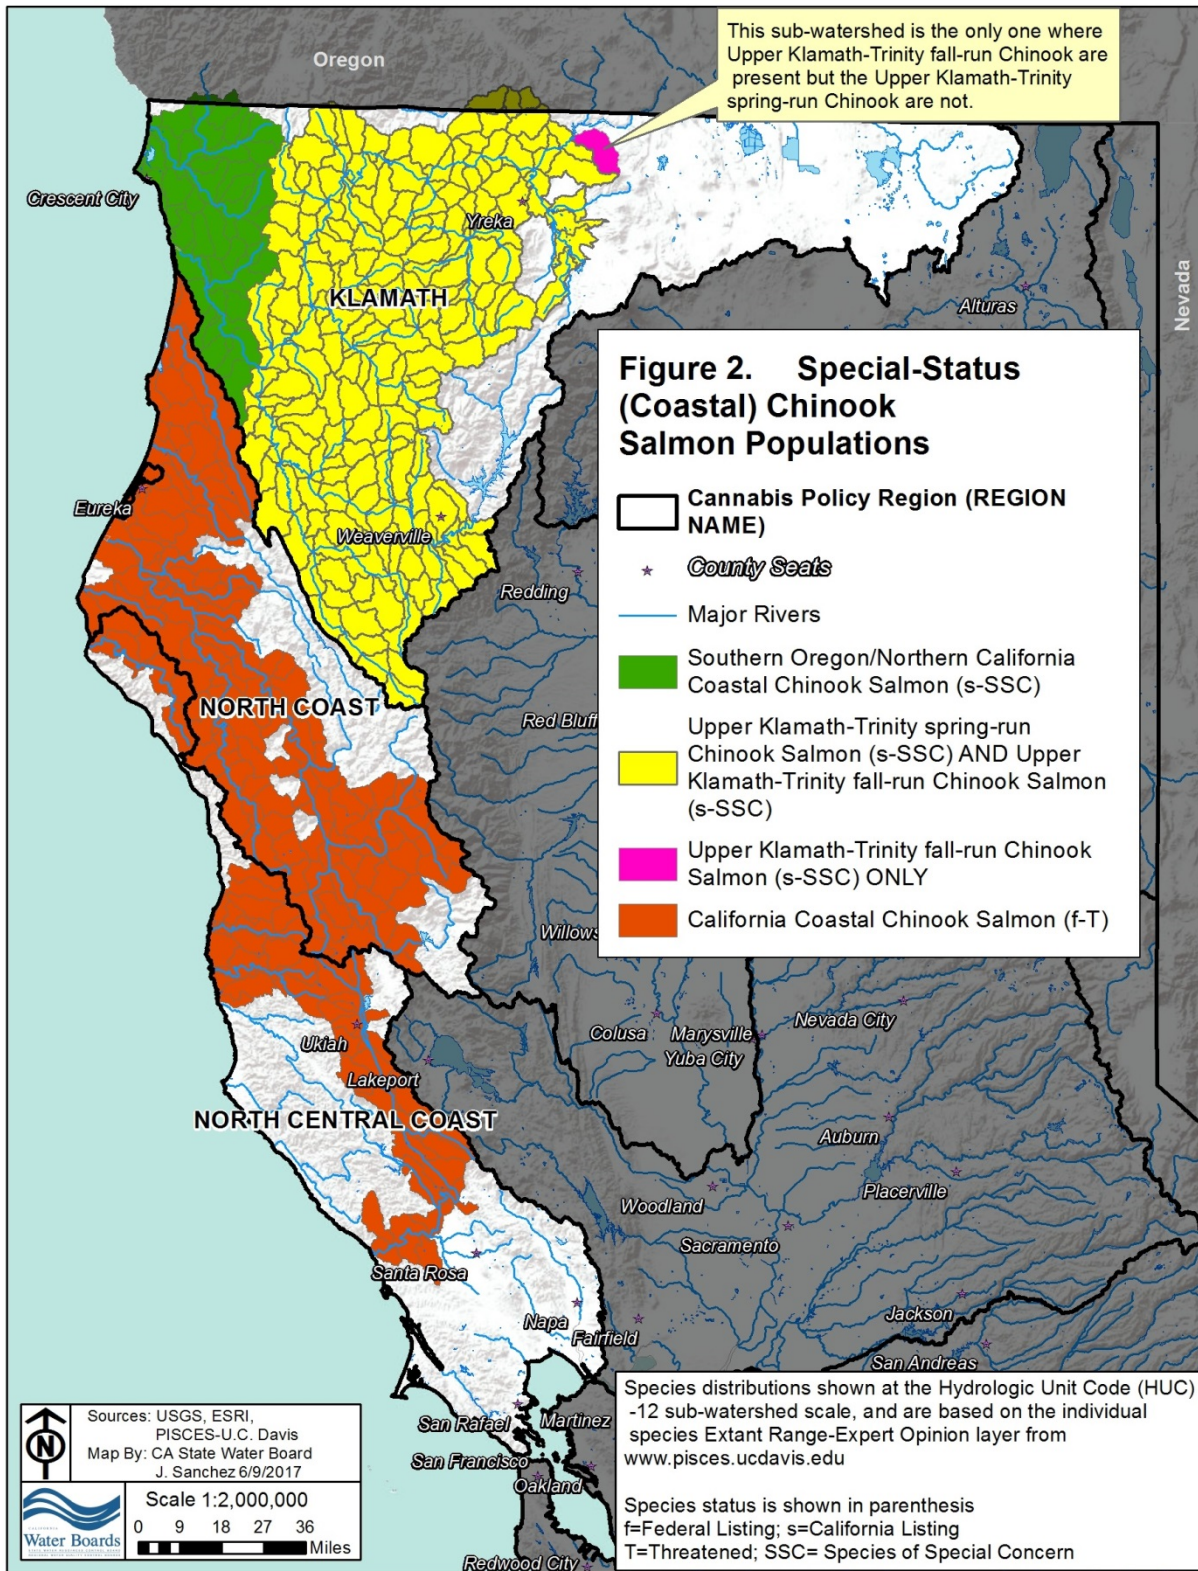 This sub-watershed is the only one where
Upper Klamath-Trinity fall-run Chinook are
present but the Upper Klamath-Trinity
spring-run Chinook are not.
Oregon
Nevada
Crescent City
Yreka
KLAMATH
Alturas
Figure 2. Special-Status
(Coastal) Chinook
Salmon Populations
Cannabis Policy Region (REGION
NAME)
County Seats
Major Rivers
Southern Oregon/Northern California
Coastal Chinook Salmon (s-SSC)
Upper Klamath-Trinity spring-run
Chinook Salmon (s-SSC) AND Upper
Klamath-Trinity fall-run Chinook Salmon
(s-SSC)
Upper Klamath-Trinity fall-run Chinook
Salmon (s-SSC) ONLY
California Coastal Chinook Salmon (f-T)
Eureka
Weaverville
Redding
NORTH COAST
Red Bluff
Willows
Colusa
Marysville
Yuba City
Nevada City
Ukiah
Lakeport
NORTH CENTRAL COAST
Auburn
Placerville
Woodland
Sacramento
Santa Rosa
Napa
Fairfield
Jackson
San Andreas
San Rafael
Martinez
San Francisco
Oakland
Redwood City
Species distributions shown at the Hydrologic Unit Code (HUC)
-12 sub-watershed scale, and are based on the individual
species Extant Range-Expert Opinion layer from
www.pisces.ucdavis.edu
Species status is shown in parenthesis
f=Federal Listing; s=California Listing
T=Threatened; SSC= Species of Special Concern
N
Sources: USGS, ESRI,
PISCES-U.C. Davis
Map By: CA State Water Board
J. Sanchez 6/9/2017
CALIFORNIA
Water Boards
Scale 1:2,000,000
0 9 18 27 36
Miles